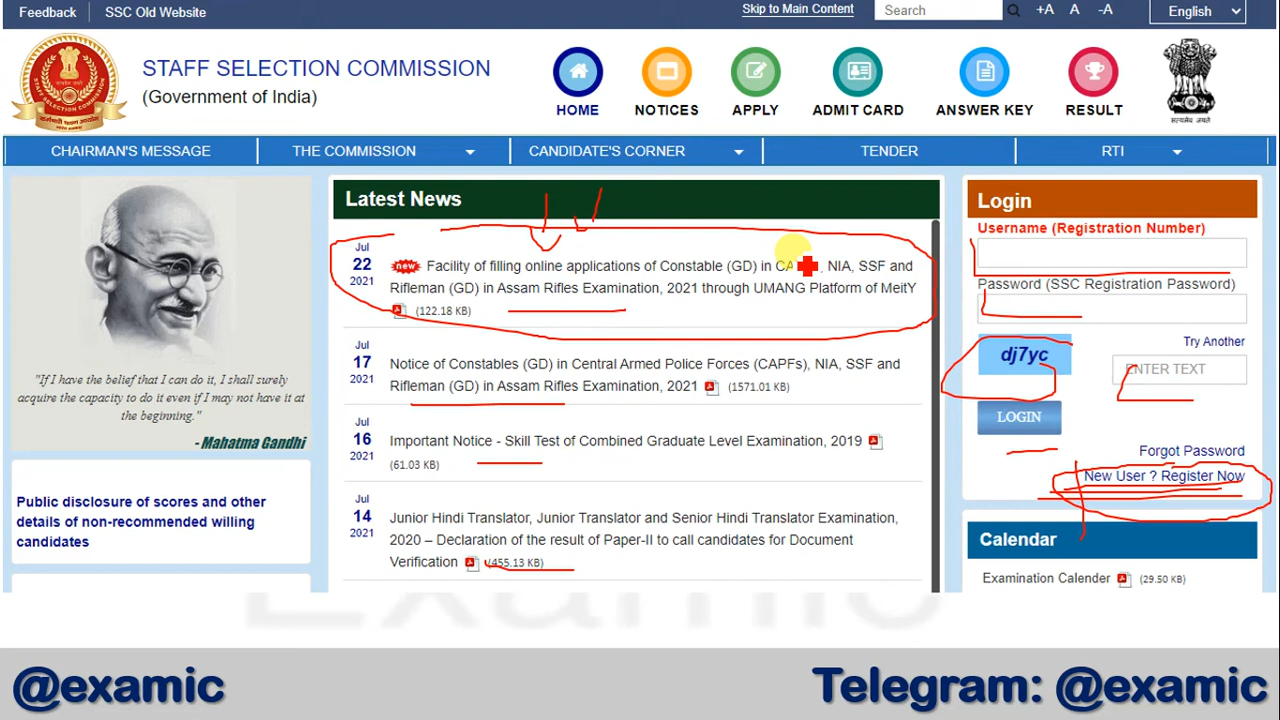 Feedback
SSC Old Website
Skip to Main Content
Search
+A
A
-A
English
STAFF SELECTION COMMISSION
(Government of India)
HOME
NOTICES
APPLY
ADMIT CARD
ANSWER KEY
RESULT
CHAIRMAN'S MESSAGE
THE COMMISSION
CANDIDATE'S CORNER
TENDER
RTI
"If I have the belief that I can do it, I shall surely
acquire the capacity to do it even if I may not have it at
the beginning."
- Mahatma Gandhi
Public disclosure of scores and other
details of non-recommended willing
candidates
Latest News
Jul
22
2021
new Facility of filling online applications of Constable (GD) in NIA, SSF and
Rifleman (GD) in Assam Rifles Examination, 2021 through UMANG Platform of MeitY
(122.18 KB)
Jul
17
2021
Notice of Constables (GD) in Central Armed Police Forces (CAPFs), NIA, SSF and
Rifleman (GD) in Assam Rifles Examination, 2021 (1571.01 KB)
Jul
16
2021
Important Notice - Skill Test of Combined Graduate Level Examination, 2019
(61.03 KB)
Jul
14
2021
Junior Hindi Translator, Junior Translator and Senior Hindi Translator Examination,
2020 – Declaration of the result of Paper-II to call candidates for Document
Verification (455.13 KB)
Login
Username (Registration Number)
Password (SSC Registration Password)
Try Another
dj7yc
ENTER TEXT
LOGIN
Forgot Password
New User ? Register Now
Calendar
Examination Calender (29.50 KB)
Examic
@examic
Telegram: @examic